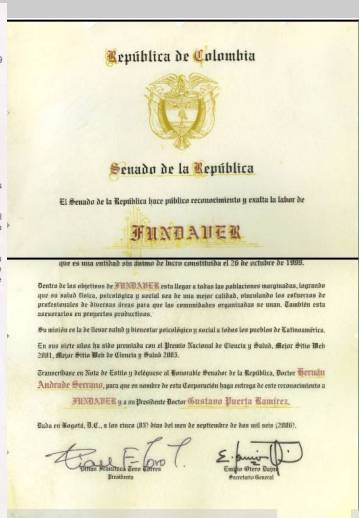 República de Colombia
Senado de la República
El Senado de la República hace público reconocimiento y exalta la labor de
FUNDAVER
que es una entidad sin ánimo de lucro constituida el 26 de octubre de 1999.
Dentro de los objetivos de FUNDAVER esta llegar a todas las poblaciones marginadas, logrando
que su salud física, psicológica y social sea de una mejor calidad, vinculando los esfuerzos de
profesionales de diversas áreas para que las comunidades organizadas se unan. También esta
asesorarlos en proyectos productivos.
Su misión es la de llevar salud y bienestar psicológico y social a todos los pueblos de Latinoamérica.
En sus siete años ha sido premiada con el Premio Nacional de Ciencia y Salud, Mejor Sitio Web
2001, Mejor Sitio Web de Ciencia y Salud 2005.
Transcríbase en Nota de Estilo y deléguese al Honorable Senador de la República, Doctor Hernán
Andrade Serrano, para que en nombre de esta Corporación haga entrega de este reconocimiento a
FUNDAVER y a su Presidente Doctor Gustavo Puerta Ramírez.
Dada en Bogotá, D.C., a los cinco (05) días del mes de septiembre de dos mil seis (2006).
Toro Torres
Emilio Otero Dajud
Presidenta
Secretario General